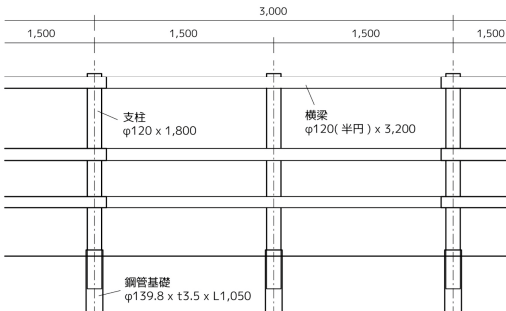 3,000
1,500 1,500 1,500 1,500
支柱
φ120 x 1,800
横梁
φ120( 半円 ) x 3,200
鋼管基礎
φ139.8 x t3.5 x L1,050